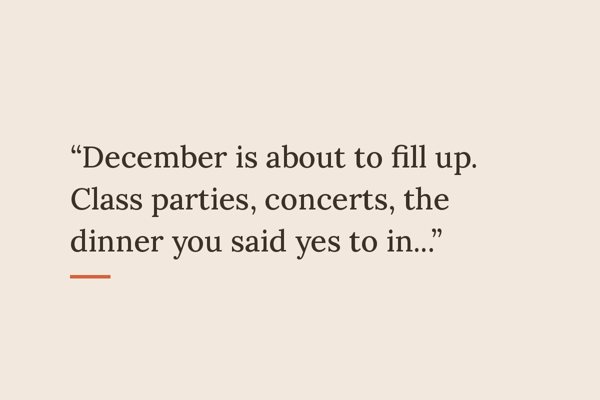 “December is about to fill up.
Class parties, concerts, the
dinner you said yes to in...”